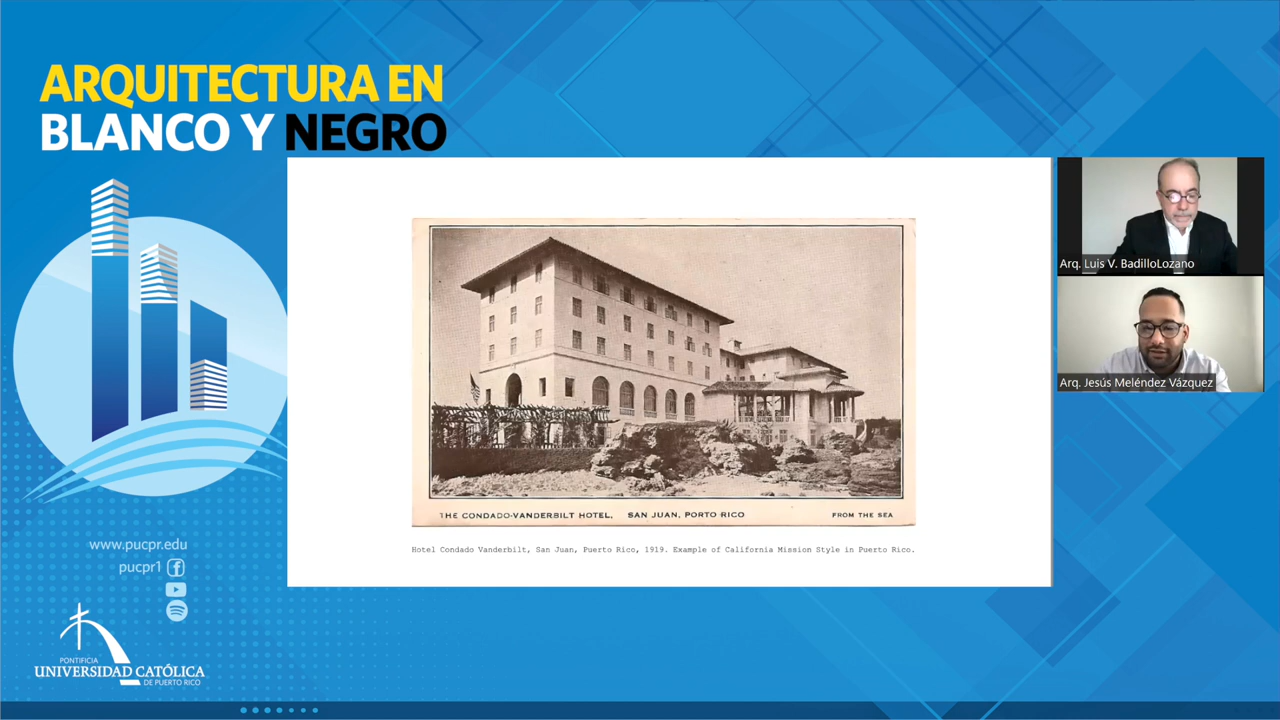 ARQUITECTURA EN
BLANCO Y NEGRO
THE CONDADO-VANDERBILT HOTEL, SAN JUAN, PORTO RICO FROM THE SEA
Hotel Condado Vanderbilt, San Juan, Puerto Rico, 1919. Example of California Mission Style in Puerto Rico.
Arq. Luis V. BadilloLozano
Arq. Jesús Meléndez Vázquez
www.pucpr.edu
pucpr1
PONTIFICIA
UNIVERSIDAD CATÓLICA
DE PUERTO RICO